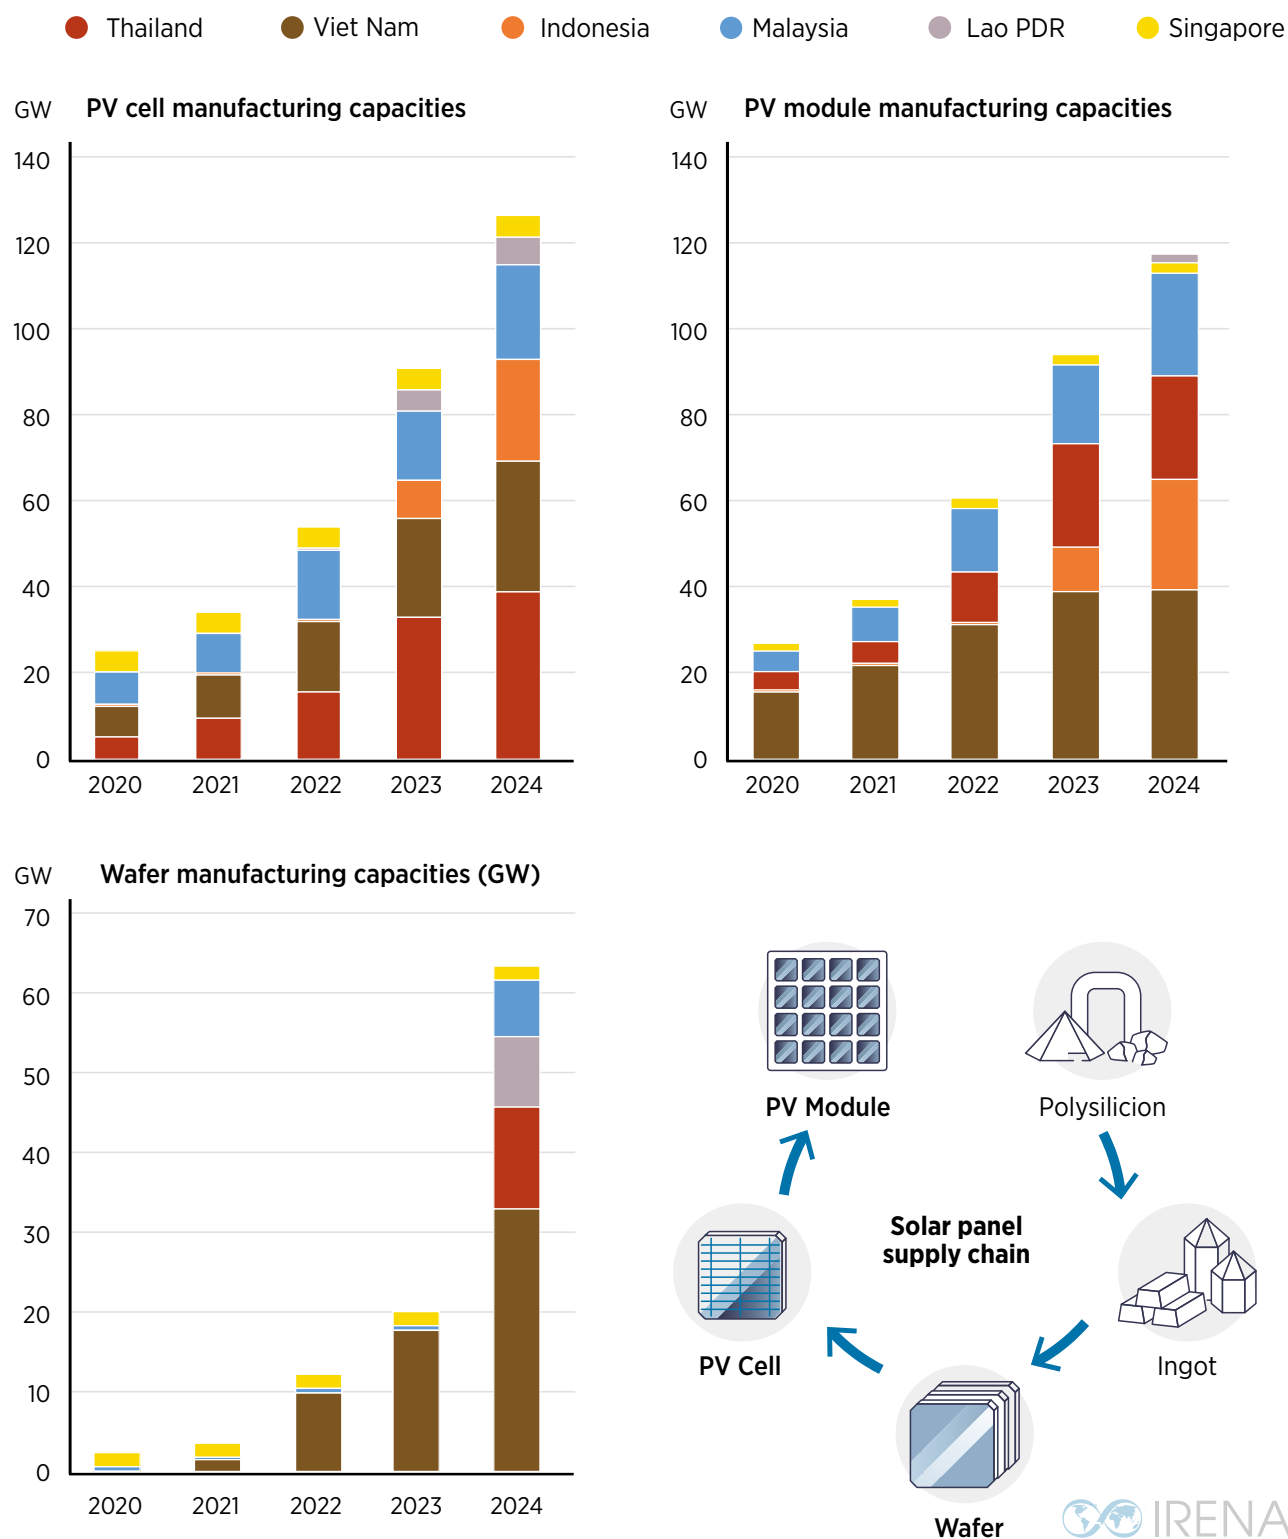 Thailand Viet Nam Indonesia Malaysia Lao PDR Singapore
GW PV cell manufacturing capacities
140
120
100
80
60
40
20
0
2020 2021 2022 2023 2024
GW PV module manufacturing capacities
140
120
100
80
60
40
20
0
2020 2021 2022 2023 2024
GW Wafer manufacturing capacities (GW)
70
60
50
40
30
20
10
0
2020 2021 2022 2023 2024
PV Module
Polysilicion
Solar panel
supply chain
PV Cell
Ingot
Wafer
IRENA